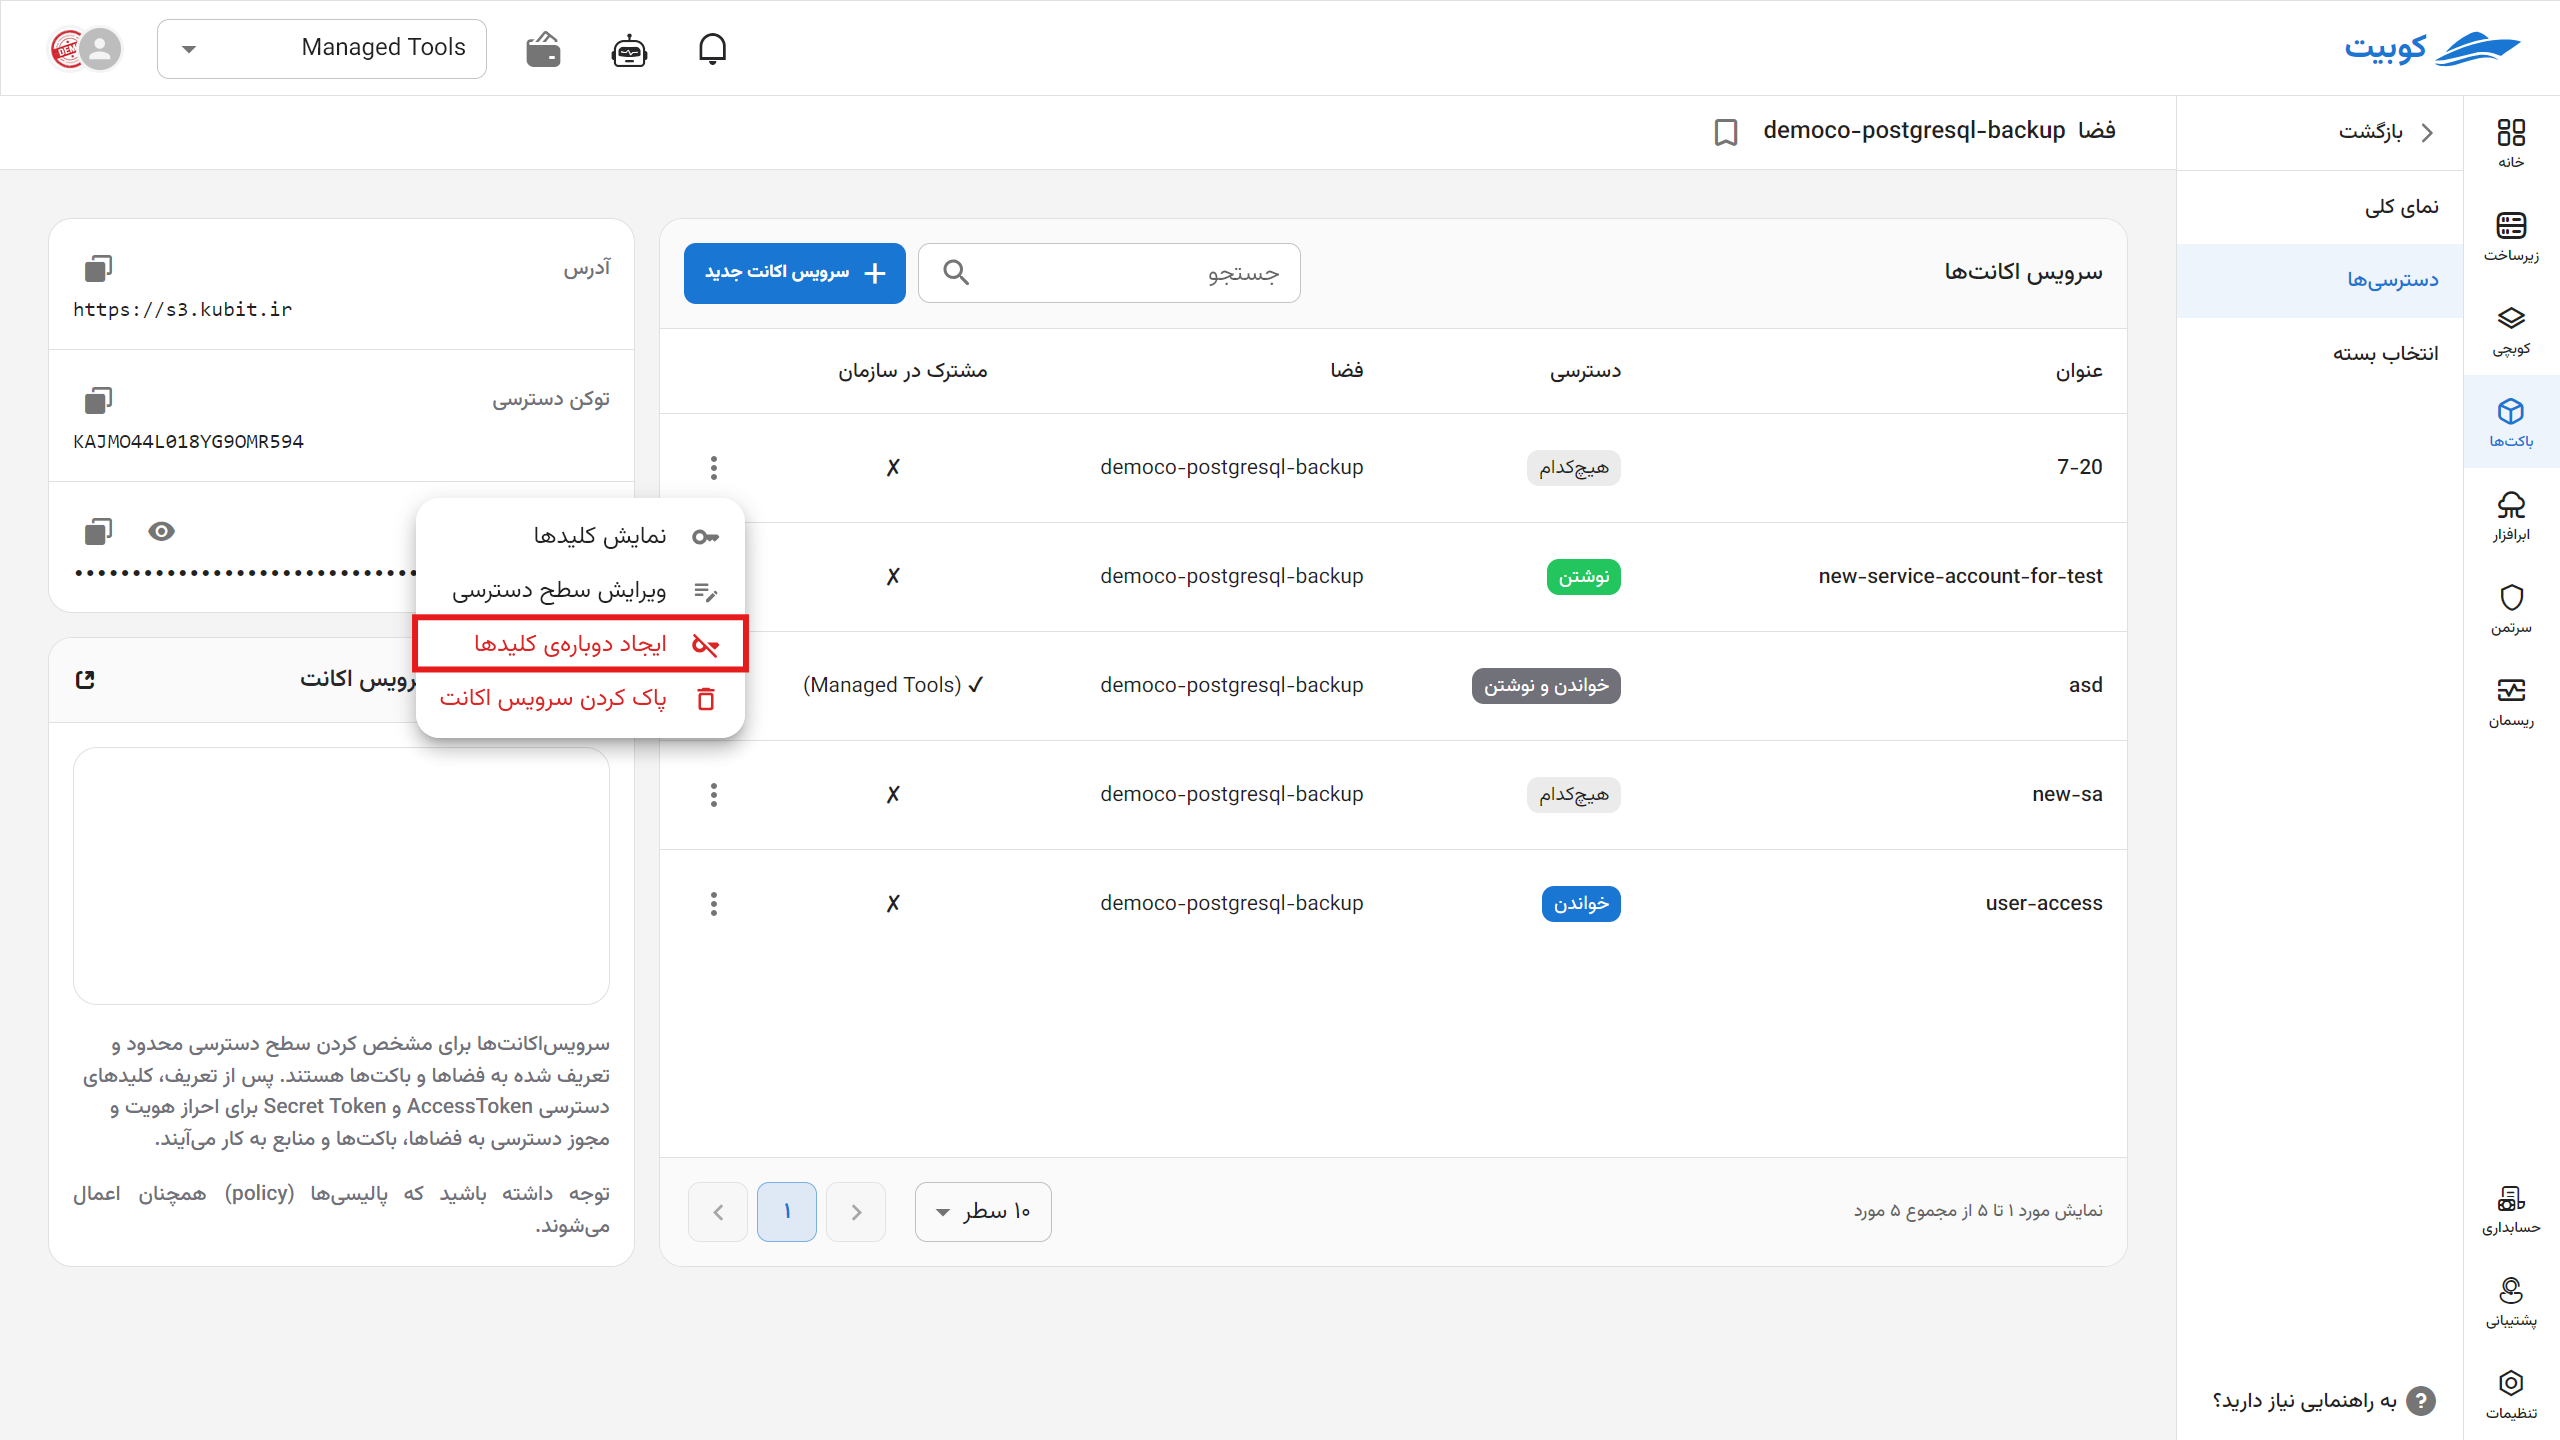 کوبیت
Managed Tools
DEMO
خانه
زیرساخت
کوبچی
باکت‌ها
ابرافزار
سرتمن
ریسمان
حسابداری
پشتیبانی
تنظیمات
بازگشت
نمای کلی
دسترسی‌ها
انتخاب بسته
به راهنمایی نیاز دارید؟
فضا democo-postgresql-backup
سرویس اکانت‌ها
جستجو
سرویس اکانت جدید
عنوان دسترسی فضا مشترک در سازمان
7-20 هیچ‌کدام democo-postgresql-backup ✗
new-service-account-for-test نوشتن democo-postgresql-backup ✗
asd خواندن و نوشتن democo-postgresql-backup ✓ (Managed Tools)
new-sa هیچ‌کدام democo-postgresql-backup ✗
user-access خواندن democo-postgresql-backup ✗
نمایش مورد ۱ تا ۵ از مجموع ۵ مورد
۱۰ سطر
۱
نمایش کلیدها
ویرایش سطح دسترسی
ایجاد دوباره‌ی کلیدها
پاک کردن سرویس اکانت
آدرس
https://s3.kubit.ir
توکن دسترسی
KAJMO44L018YG9OMR594
••••••••••••••••••••••••••••••
سرویس اکانت
سرویس‌اکانت‌ها برای مشخص کردن سطح دسترسی محدود و
تعریف شده به فضاها و باکت‌ها هستند. پس از تعریف، کلیدهای
دسترسی AccessToken و Secret Token برای احراز هویت و
مجوز دسترسی به فضاها، باکت‌ها و منابع به کار می‌آیند.
توجه داشته باشید که پالیسی‌ها (policy) همچنان اعمال
می‌شوند.